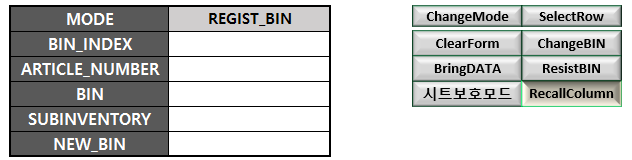 MODE REGIST_BIN
BIN_INDEX
ARTICLE_NUMBER
BIN
SUBINVENTORY
NEW_BIN
ChangeMode SelectRow
ClearForm ChangeBIN
BringDATA ResistBIN
시트보호모드 RecallColumn